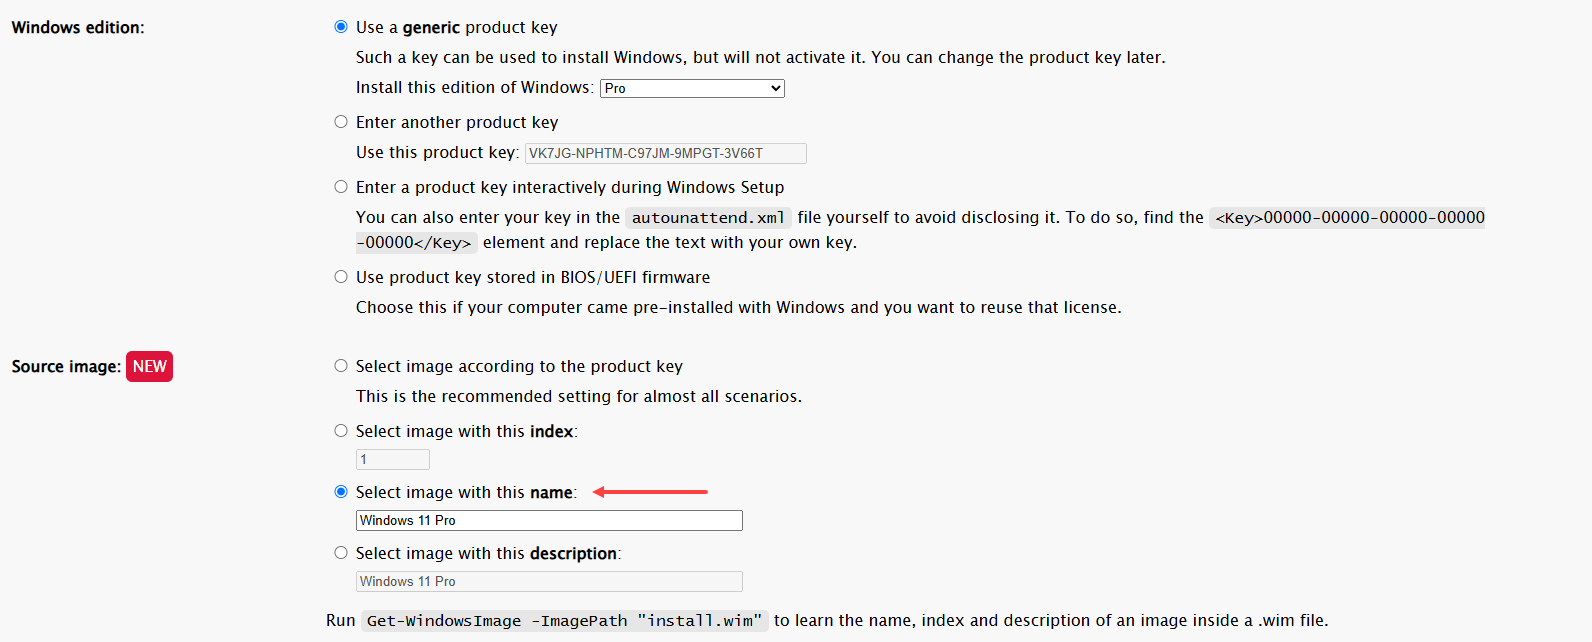 Windows edition:
Use a generic product key
Such a key can be used to install Windows, but will not activate it. You can change the product key later.
Install this edition of Windows: Pro
Enter another product key
Use this product key: VK7JG-NPHTM-C97JM-9MPGT-3V66T
Enter a product key interactively during Windows Setup
You can also enter your key in the autounattend.xml file yourself to avoid disclosing it. To do so, find the <Key>00000-00000-00000-00000
-00000</Key> element and replace the text with your own key.
Use product key stored in BIOS/UEFI firmware
Choose this if your computer came pre-installed with Windows and you want to reuse that license.
Source image: NEW
Select image according to the product key
This is the recommended setting for almost all scenarios.
Select image with this index:
1
Select image with this name:
Windows 11 Pro
Select image with this description:
Windows 11 Pro
Run Get-WindowsImage -ImagePath "install.wim" to learn the name, index and description of an image inside a .wim file.